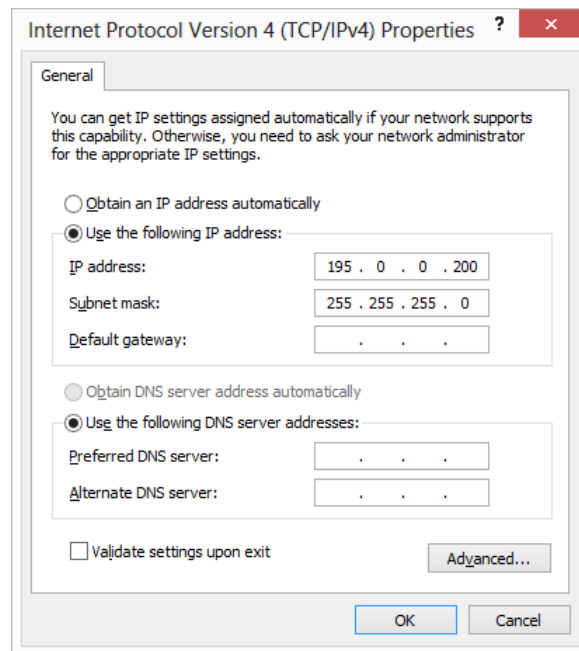 Internet Protocol Version 4 (TCP/IPv4) Properties ? ×
General
You can get IP settings assigned automatically if your network supports
this capability. Otherwise, you need to ask your network administrator
for the appropriate IP settings.
Obtain an IP address automatically
Use the following IP address:
IP address: 195 . 0 . 0 . 200
Subnet mask: 255 . 255 . 255 . 0
Default gateway: . . .
Obtain DNS server address automatically
Use the following DNS server addresses:
Preferred DNS server: . . .
Alternate DNS server: . . .
Validate settings upon exit
Advanced...
OK Cancel